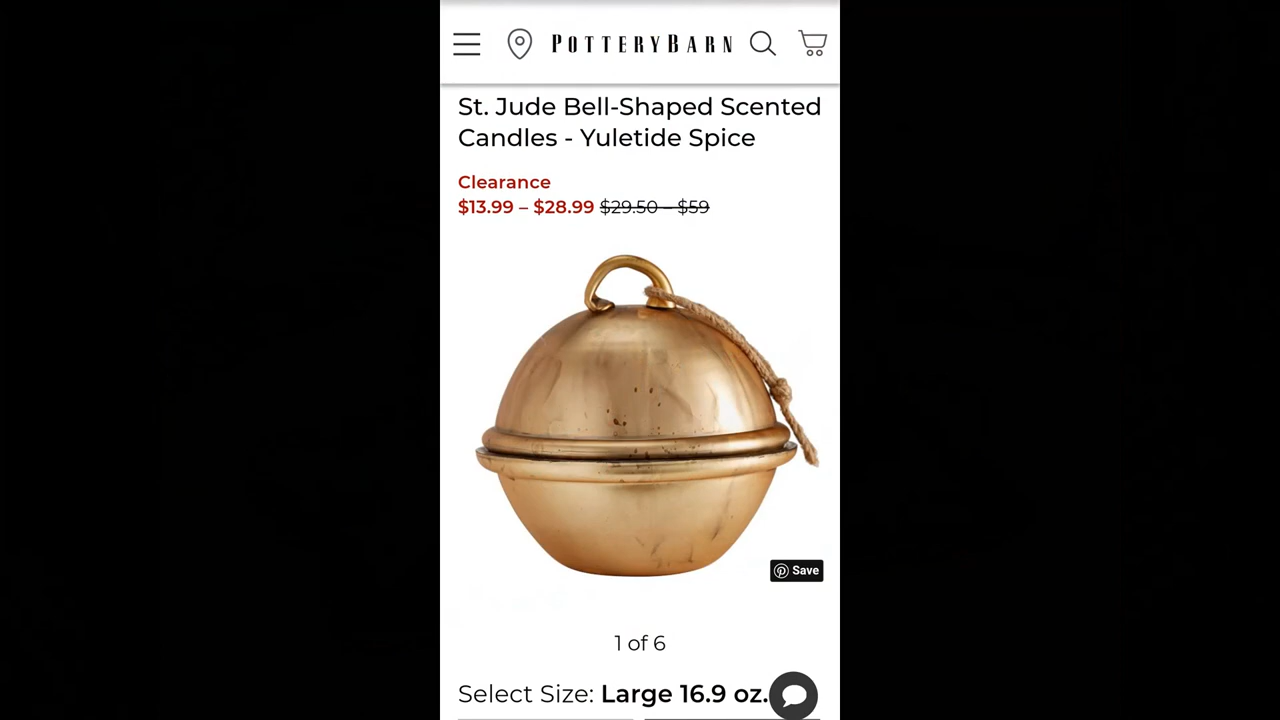 POTTERYBARN
St. Jude Bell-Shaped Scented
Candles - Yuletide Spice
Clearance
$13.99 – $28.99 $29.50 – $59
Save
1 of 6
Select Size: Large 16.9 oz.